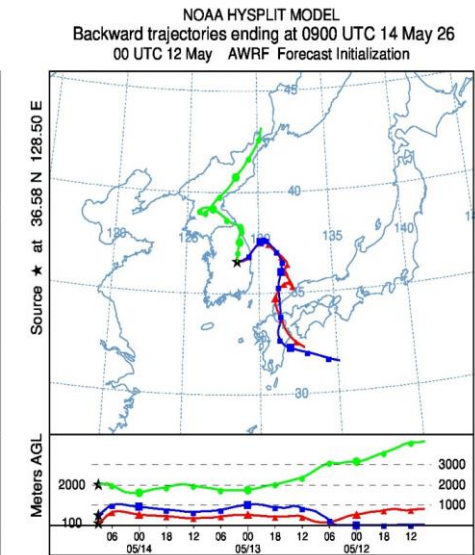 NOAA HYSPLIT MODEL
Backward trajectories ending at 0900 UTC 14 May 26
00 UTC 12 May AWRF Forecast Initialization
Source ★ at 36.58 N 128.50 E
45
40
120
125
130
135
140
35
30
Meters AGL
2000
100
3000
2000
1000
06 00 18 12 06 00 18 12 06 00 18 12
05/14 05/13 05/12